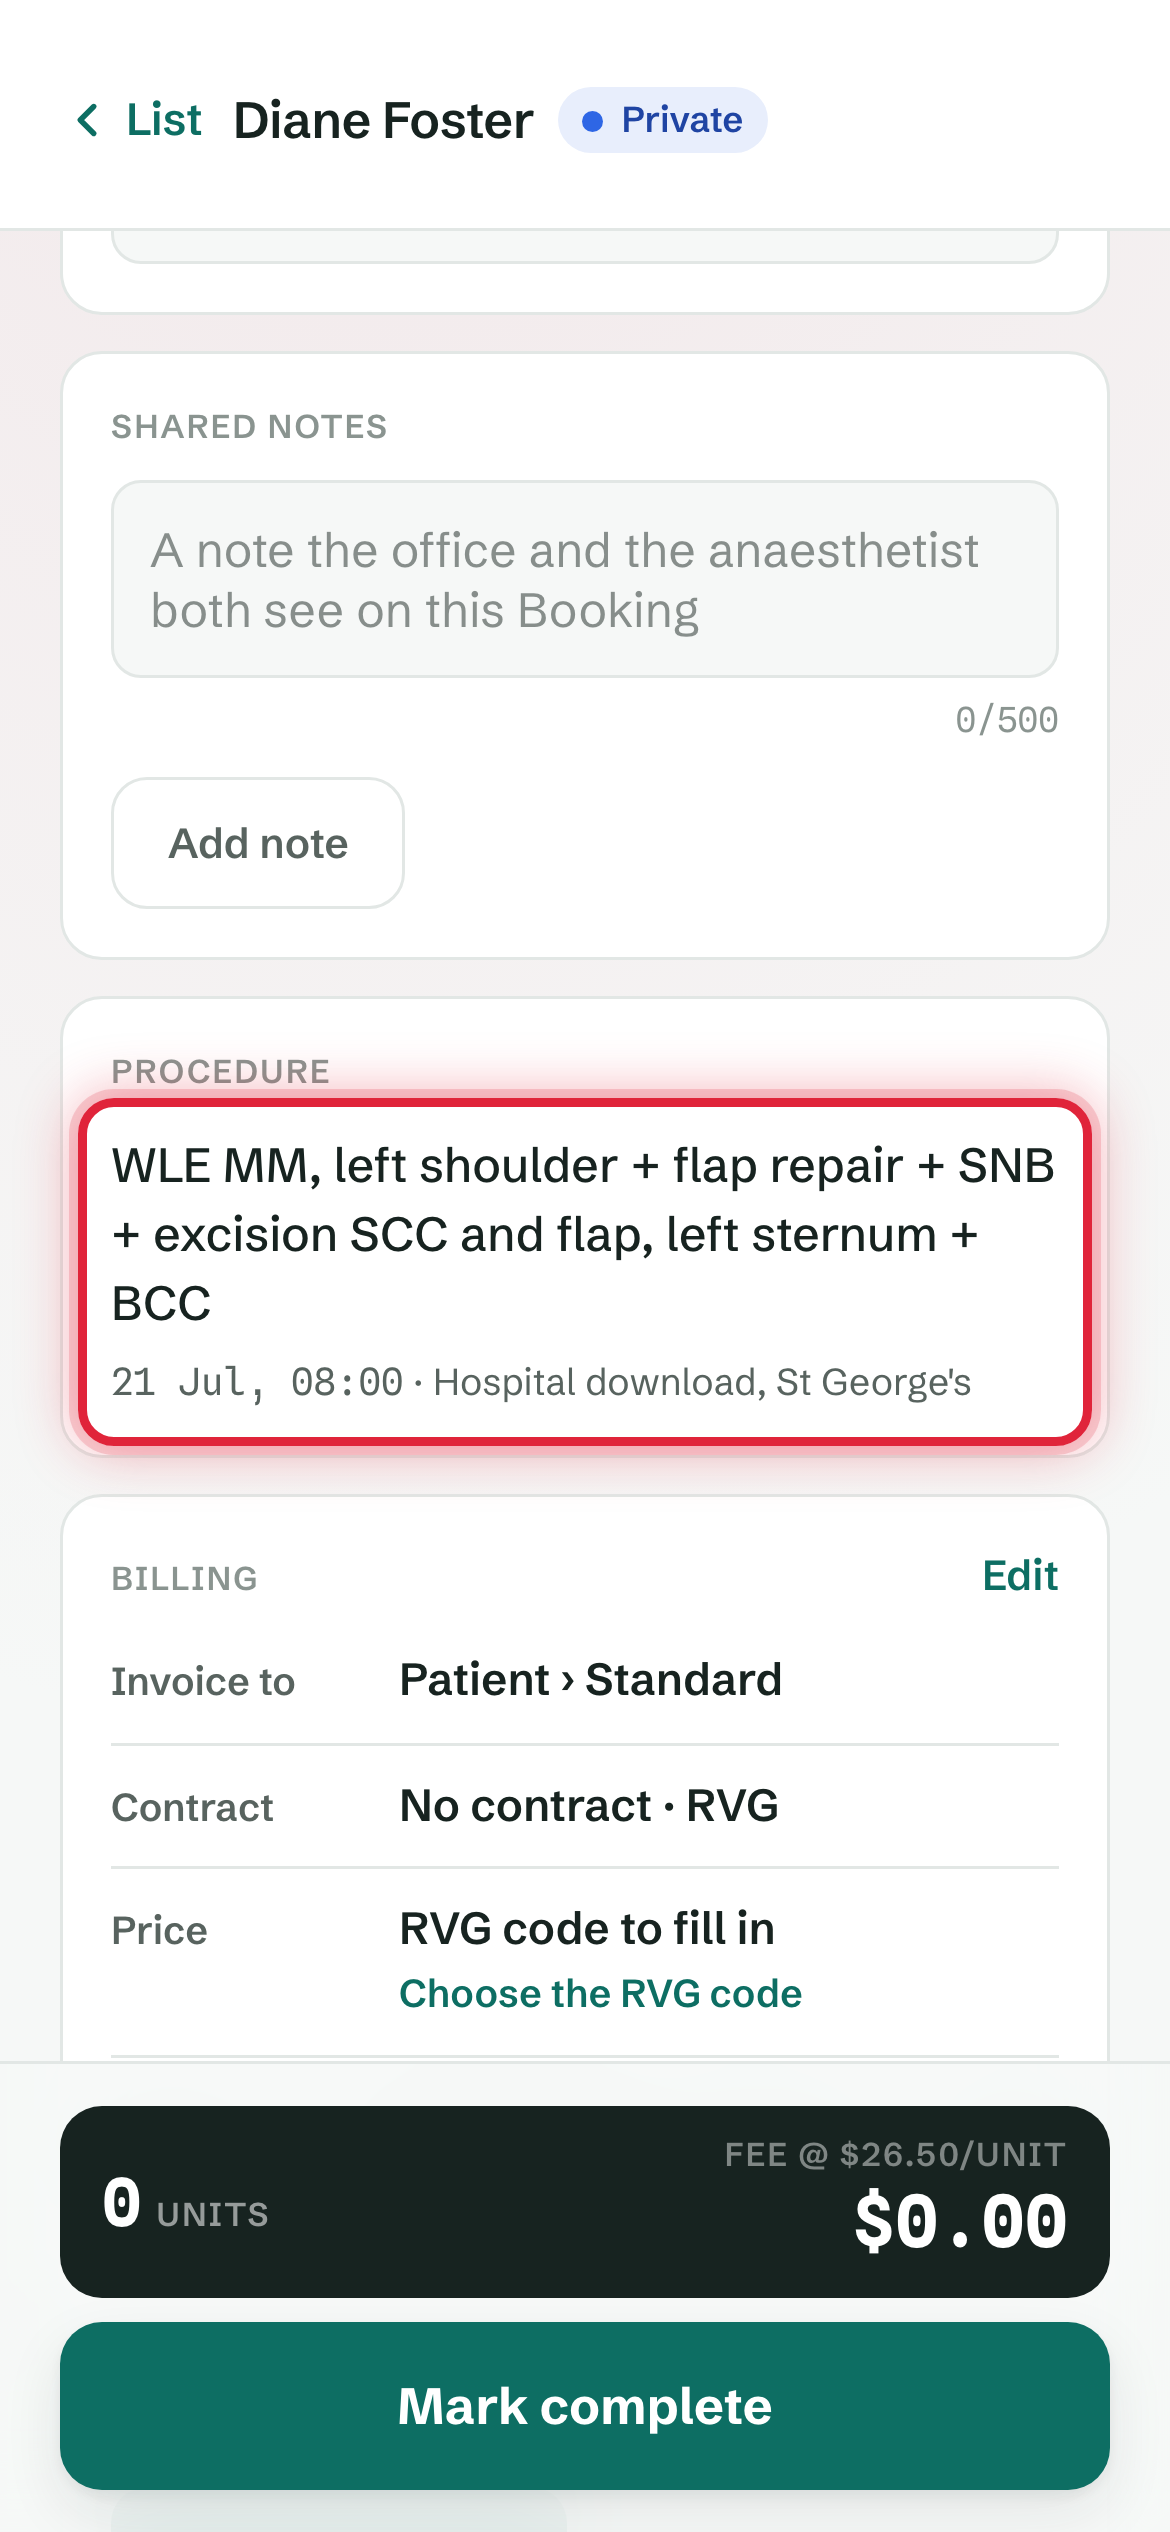 List Diane Foster Private
SHARED NOTES
A note the office and the anaesthetist
both see on this Booking
0/500
Add note
PROCEDURE
WLE MM, left shoulder + flap repair + SNB
+ excision SCC and flap, left sternum +
BCC
21 Jul, 08:00 · Hospital download, St George's
BILLING Edit
Invoice to Patient › Standard
Contract No contract · RVG
Price RVG code to fill in
Choose the RVG code
FEE @ $26.50/UNIT
0 UNITS $0.00
Mark complete